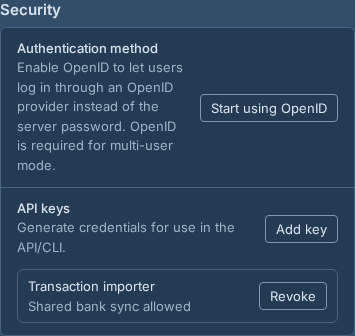 Security
Authentication method
Enable OpenID to let users
log in through an OpenID
provider instead of the
server password. OpenID
is required for multi-user
mode.
Start using OpenID
API keys
Generate credentials for use in the
API/CLI.
Add key
Transaction importer
Shared bank sync allowed
Revoke